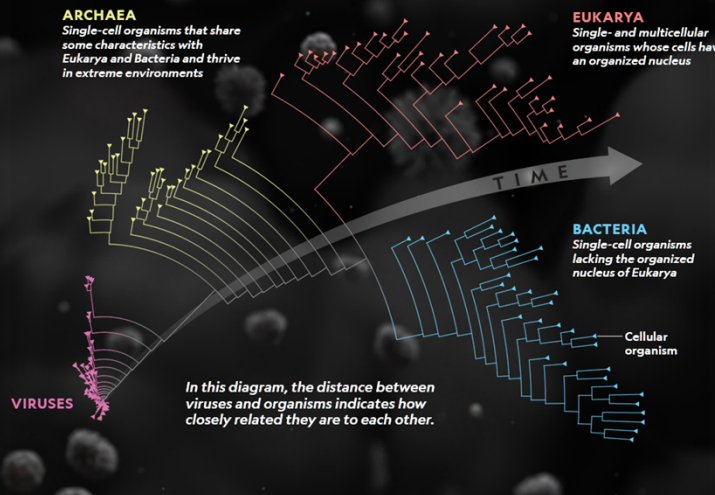 ARCHAEA
Single-cell organisms that share
some characteristics with
Eukarya and Bacteria and thrive
in extreme environments
EUKARYA
Single- and multicellular
organisms whose cells hav
an organized nucleus
TIME
BACTERIA
Single-cell organisms
lacking the organized
nucleus of Eukarya
Cellular
organism
In this diagram, the distance between
viruses and organisms indicates how
closely related they are to each other.
VIRUSES